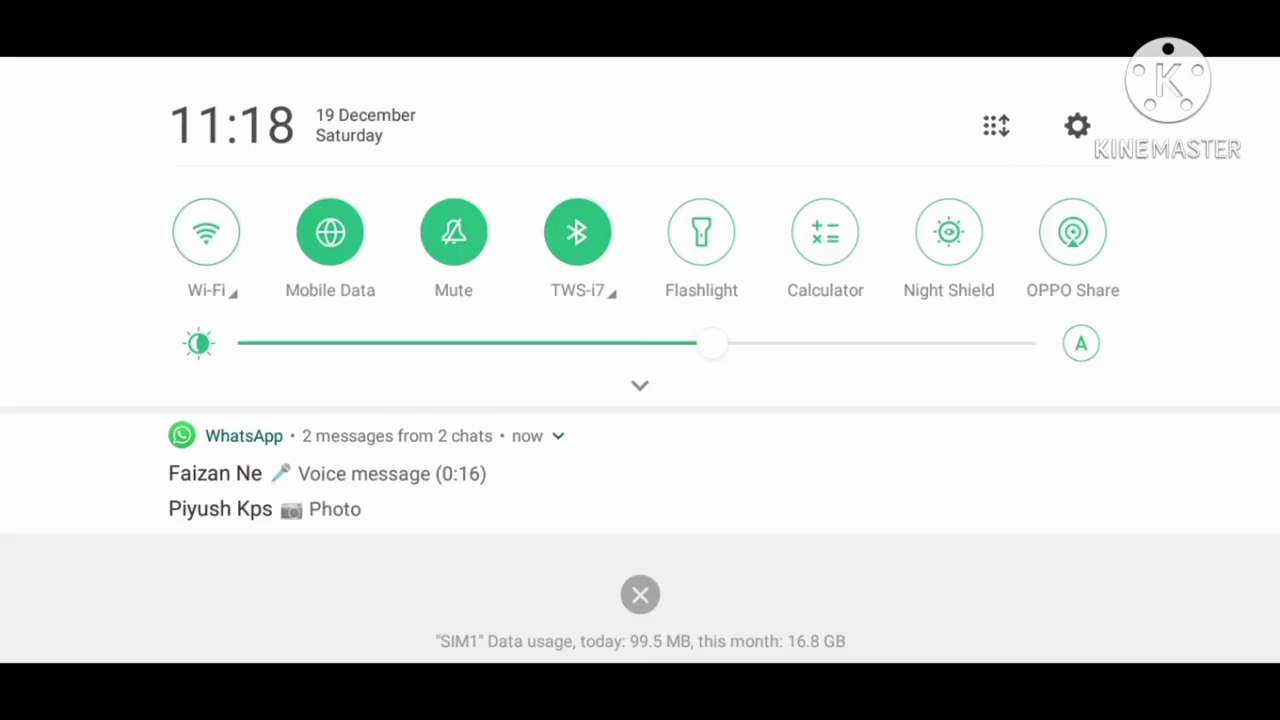 11:18
19 December
Saturday
K
KINEMASTER
Wi-Fi
Mobile Data
Mute
TWS-i7
Flashlight
Calculator
Night Shield
OPPO Share
A
WhatsApp • 2 messages from 2 chats • now
Faizan Ne 🎤 Voice message (0:16)
Piyush Kps 📷 Photo
"SIM1" Data usage, today: 99.5 MB, this month: 16.8 GB